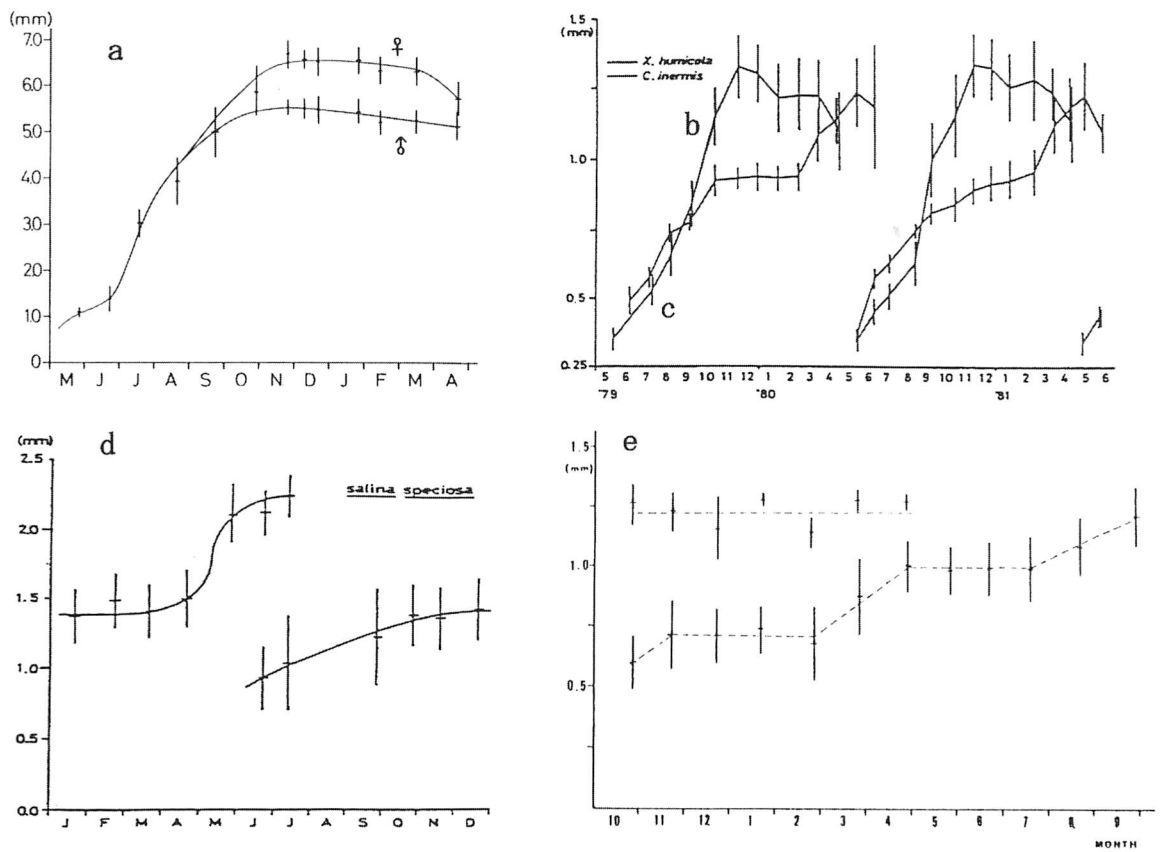 (mm)
7.0
6.0
5.0
4.0
3.0
2.0
1.0
0
a
♀
♂
M J J A S O N D J F M A
1.5
(mm)
1.0
0.5
0.25
X. humicola
C. inermis
b
c
5 6 7 8 9 10 11 12 1 2 3 4 5 6 7 8 9 10 11 12 1 2 3 4 5 6
'79 '80 '81
d
(mm)
2.5
2.0
1.5
1.0
0.5
0.0
salina speciosa
J F M A M J J A S O N D
e
1.5
(mm)
1.0
0.5
10 11 12 1 2 3 4 5 6 7 8 9
MONTH